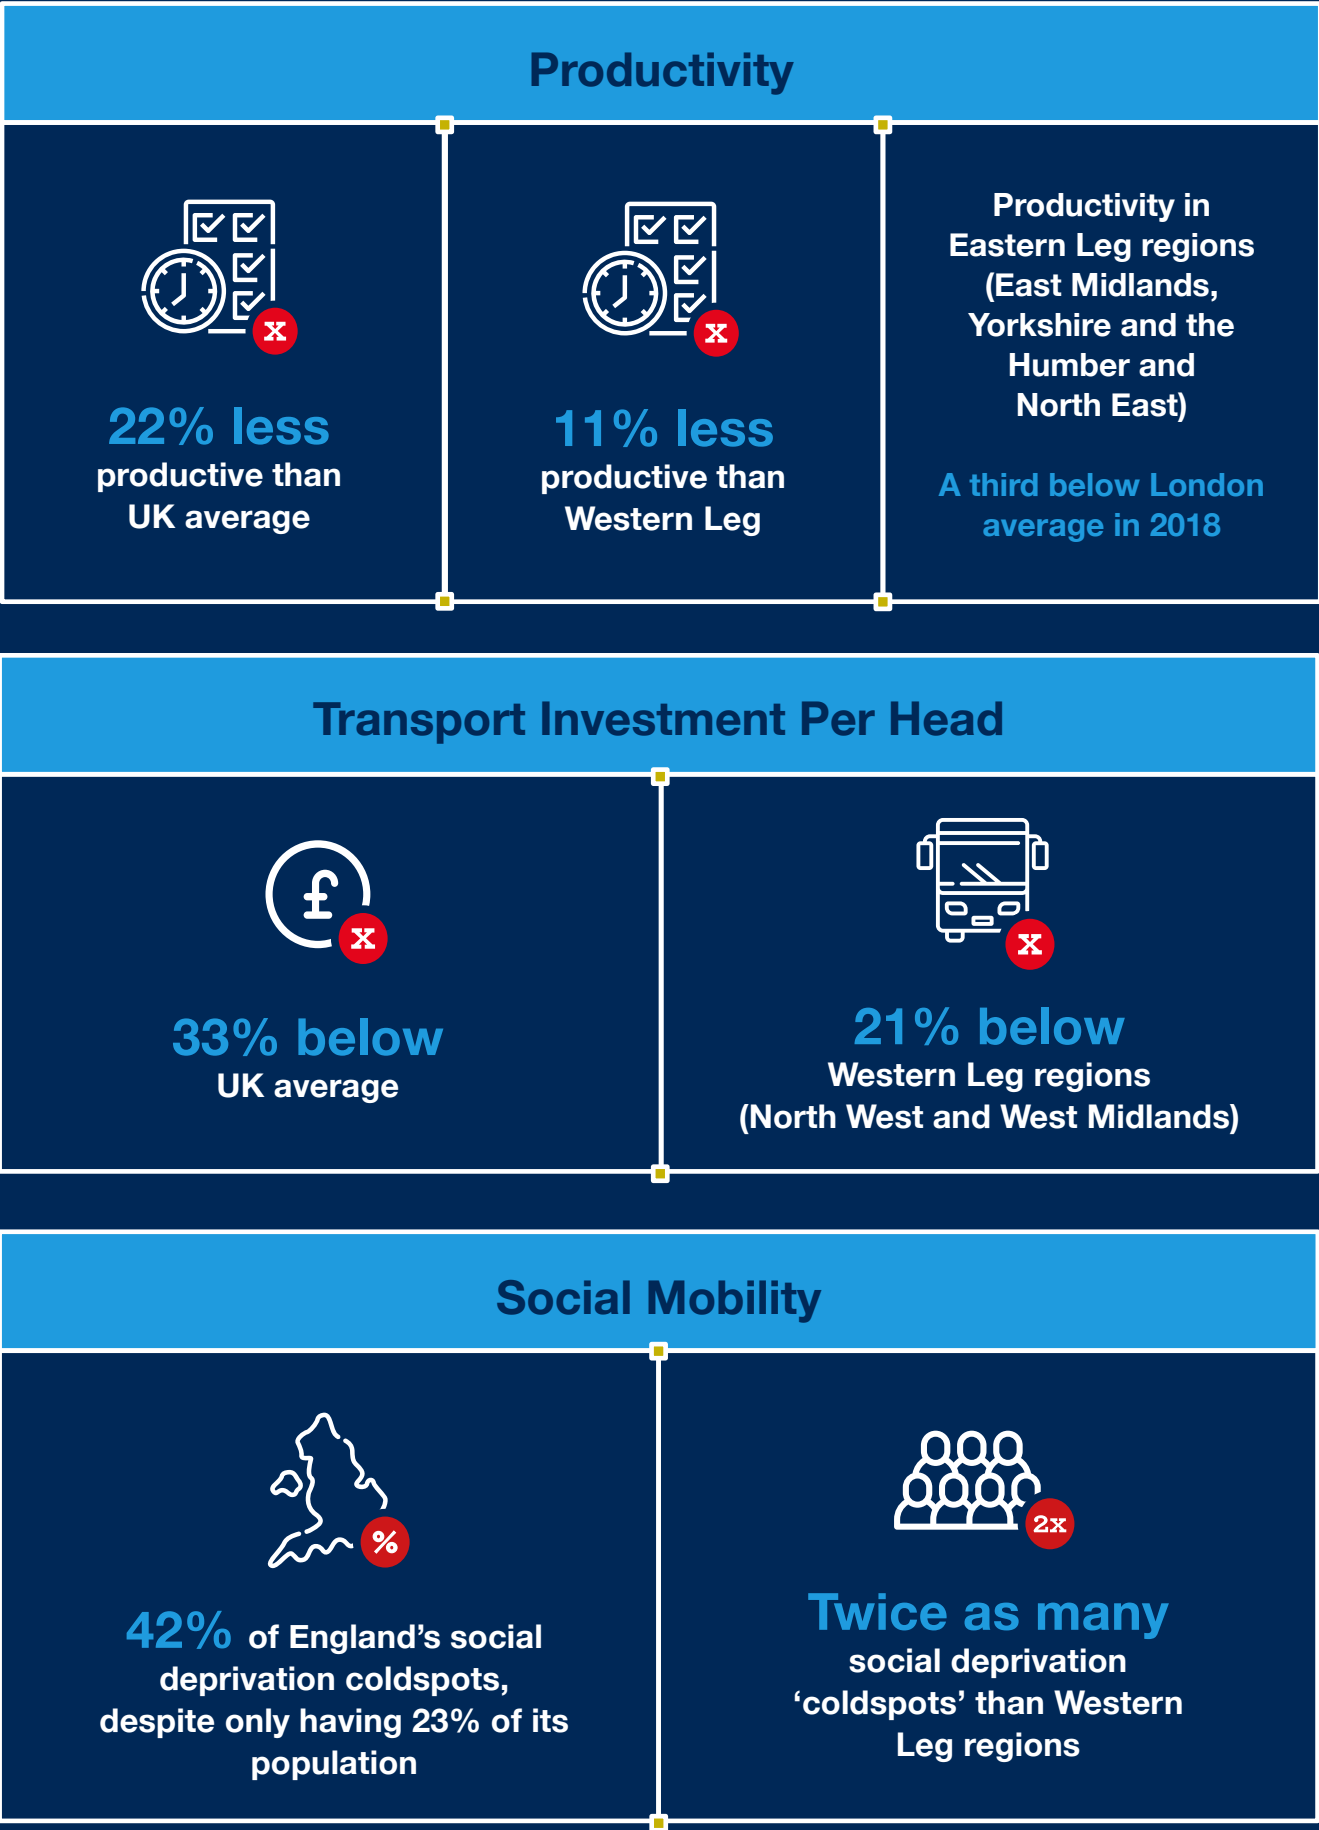 Productivity
X
22% less
productive than
UK average
X
11% less
productive than
Western Leg
Productivity in
Eastern Leg regions
(East Midlands,
Yorkshire and the
Humber and
North East)
A third below London
average in 2018
Transport Investment Per Head
£
X
33% below
UK average
X
21% below
Western Leg regions
(North West and West Midlands)
Social Mobility
%
42% of England’s social
deprivation coldspots,
despite only having 23% of its
population
2x
Twice as many
social deprivation
‘coldspots’ than Western
Leg regions